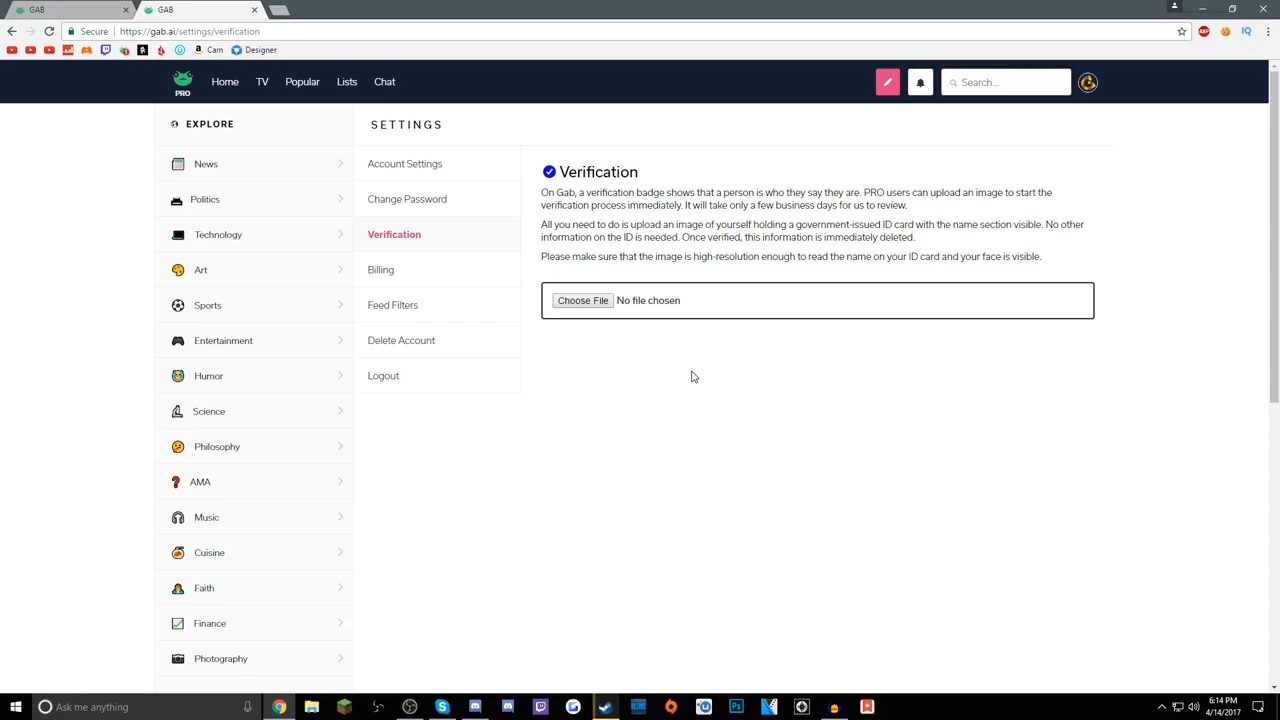 GAB
GAB
Secure https://gab.ai/settings/verification
Cam
Designer
PRO
Home
TV
Popular
Lists
Chat
Search...
EXPLORE
News
Politics
Technology
Art
Sports
Entertainment
Humor
Science
Philosophy
AMA
Music
Cuisine
Faith
Finance
Photography
SETTINGS
Account Settings
Change Password
Verification
Billing
Feed Filters
Delete Account
Logout
Verification
On Gab, a verification badge shows that a person is who they say they are. PRO users can upload an image to start the
verification process immediately. It will take only a few business days for us to review.
All you need to do is upload an image of yourself holding a government-issued ID card with the name section visible. No other
information on the ID is needed. Once verified, this information is immediately deleted.
Please make sure that the image is high-resolution enough to read the name on your ID card and your face is visible.
Choose File No file chosen
Ask me anything
6:14 PM
4/14/2017